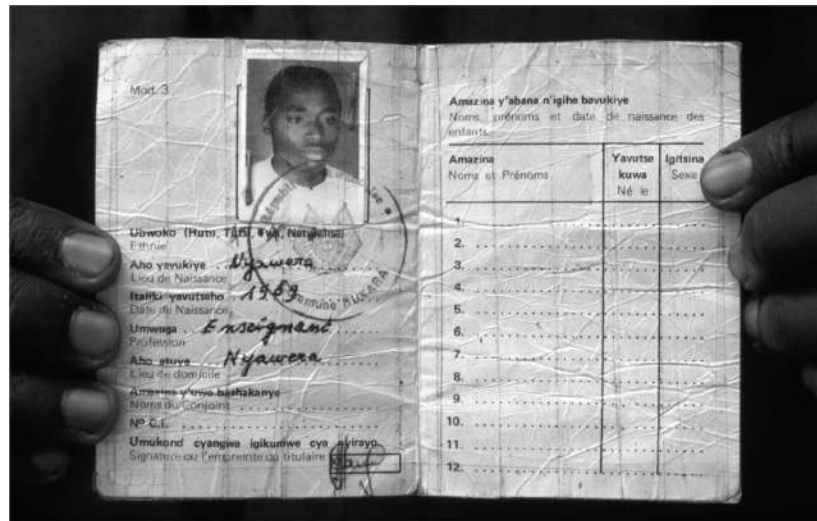 Mod. 3
Ubwoko (Hutu, Tutsi, Twa, Naturalisé)
Ethnie
Aho yavukiye . Nyawera
Lieu de Naissance
Italiki yavutseho . 1969
Date de Naissance
Umwuga . Enseignant
Profession
Aho atuye . Nyawera
Lieu de domicile
Amazina y'uwo bashakanye
Noms du Conjoint
Nº C.I.
Umukono cyangwa igikumwe cya nyirayo
Signature ou l'empreinte du titulaire
Amazina y'abana n'igihe bavukiye
Noms, prénoms et date de naissance des
enfants
Amazina Yavutse Igitsina
Noms et Prénoms kuwa Sexe
Né le
1.
2.
3.
4.
5.
6.
7.
8.
9.
10.
11.
12.
RUKARA